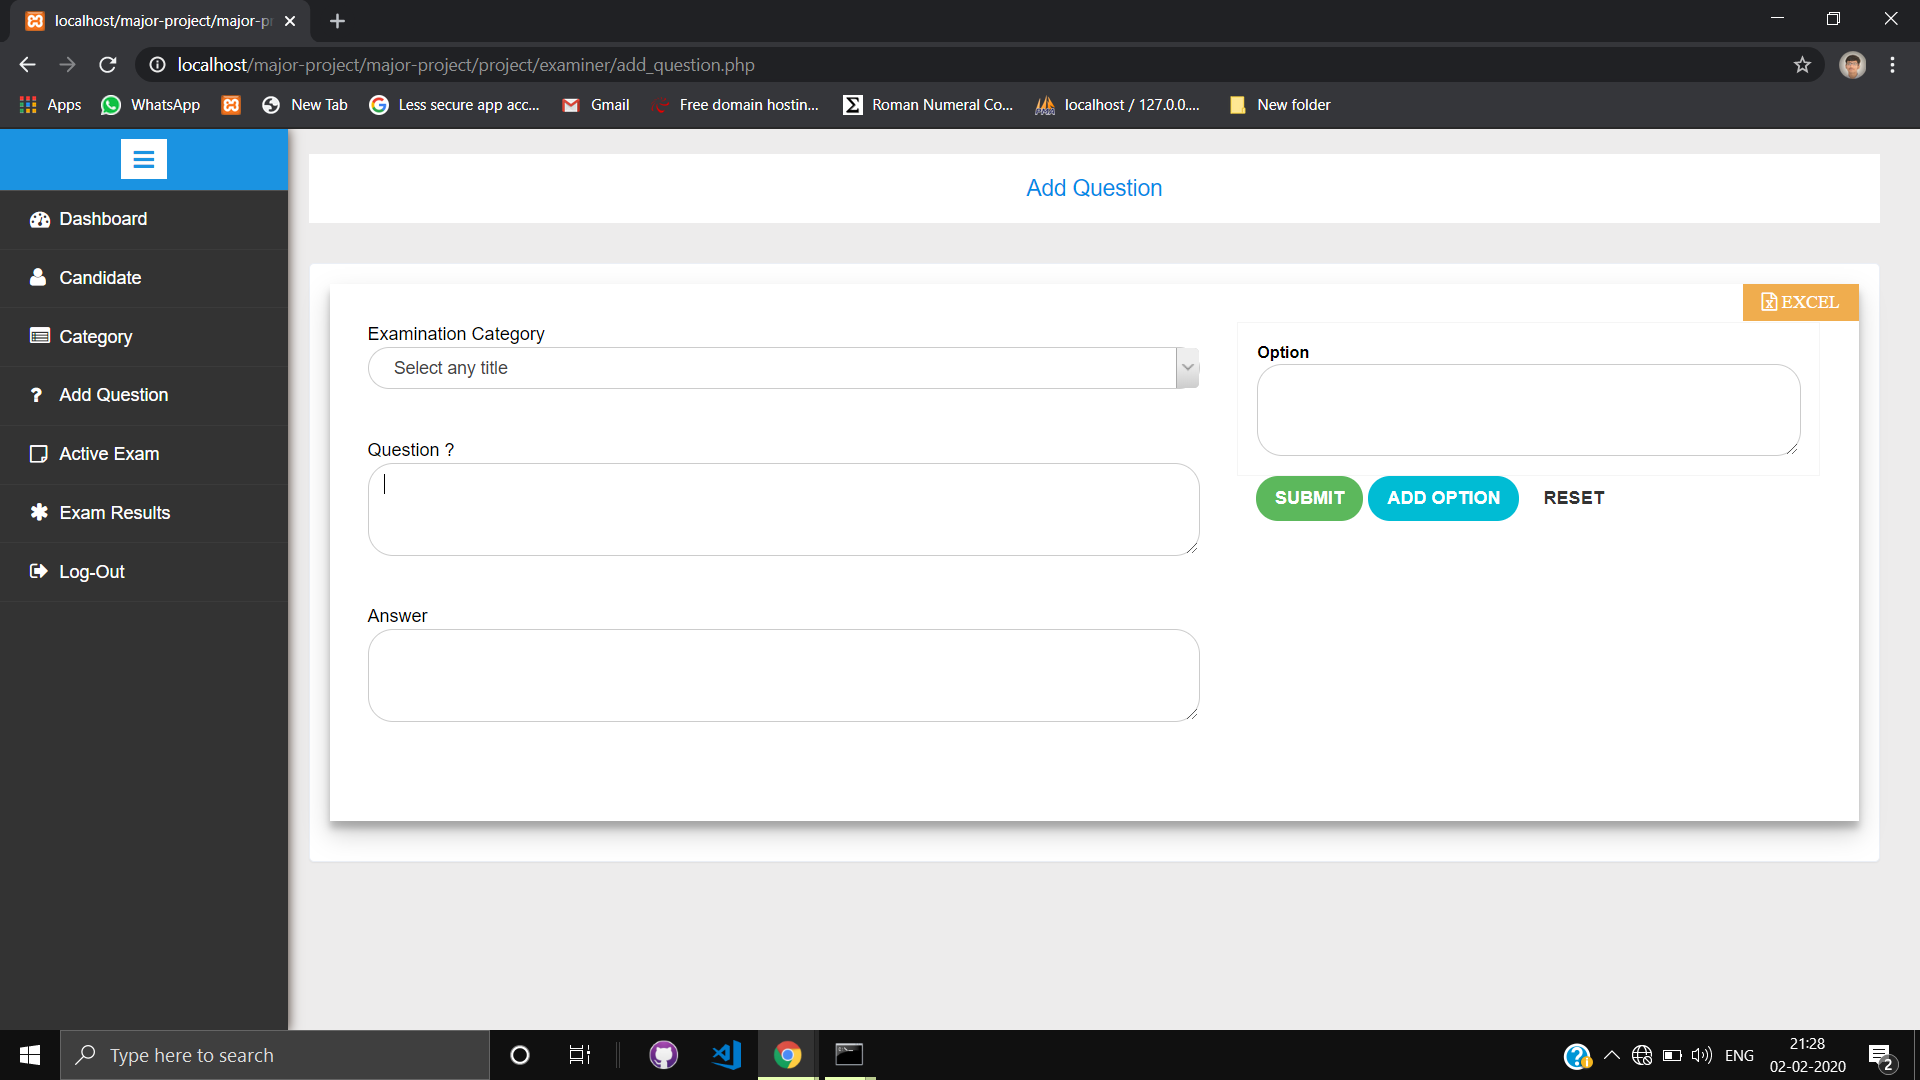 localhost/major-project/major-pr
localhost/major-project/major-project/project/examiner/add_question.php
Apps WhatsApp New Tab Less secure app acc... Gmail Free domain hostin... Roman Numeral Co... localhost / 127.0.0.... New folder
Dashboard
Candidate
Category
Add Question
Active Exam
Exam Results
Log-Out
Add Question
EXCEL
Examination Category
Select any title
Question ?
Answer
Option
SUBMIT ADD OPTION RESET
Type here to search
ENG
21:28
02-02-2020
2